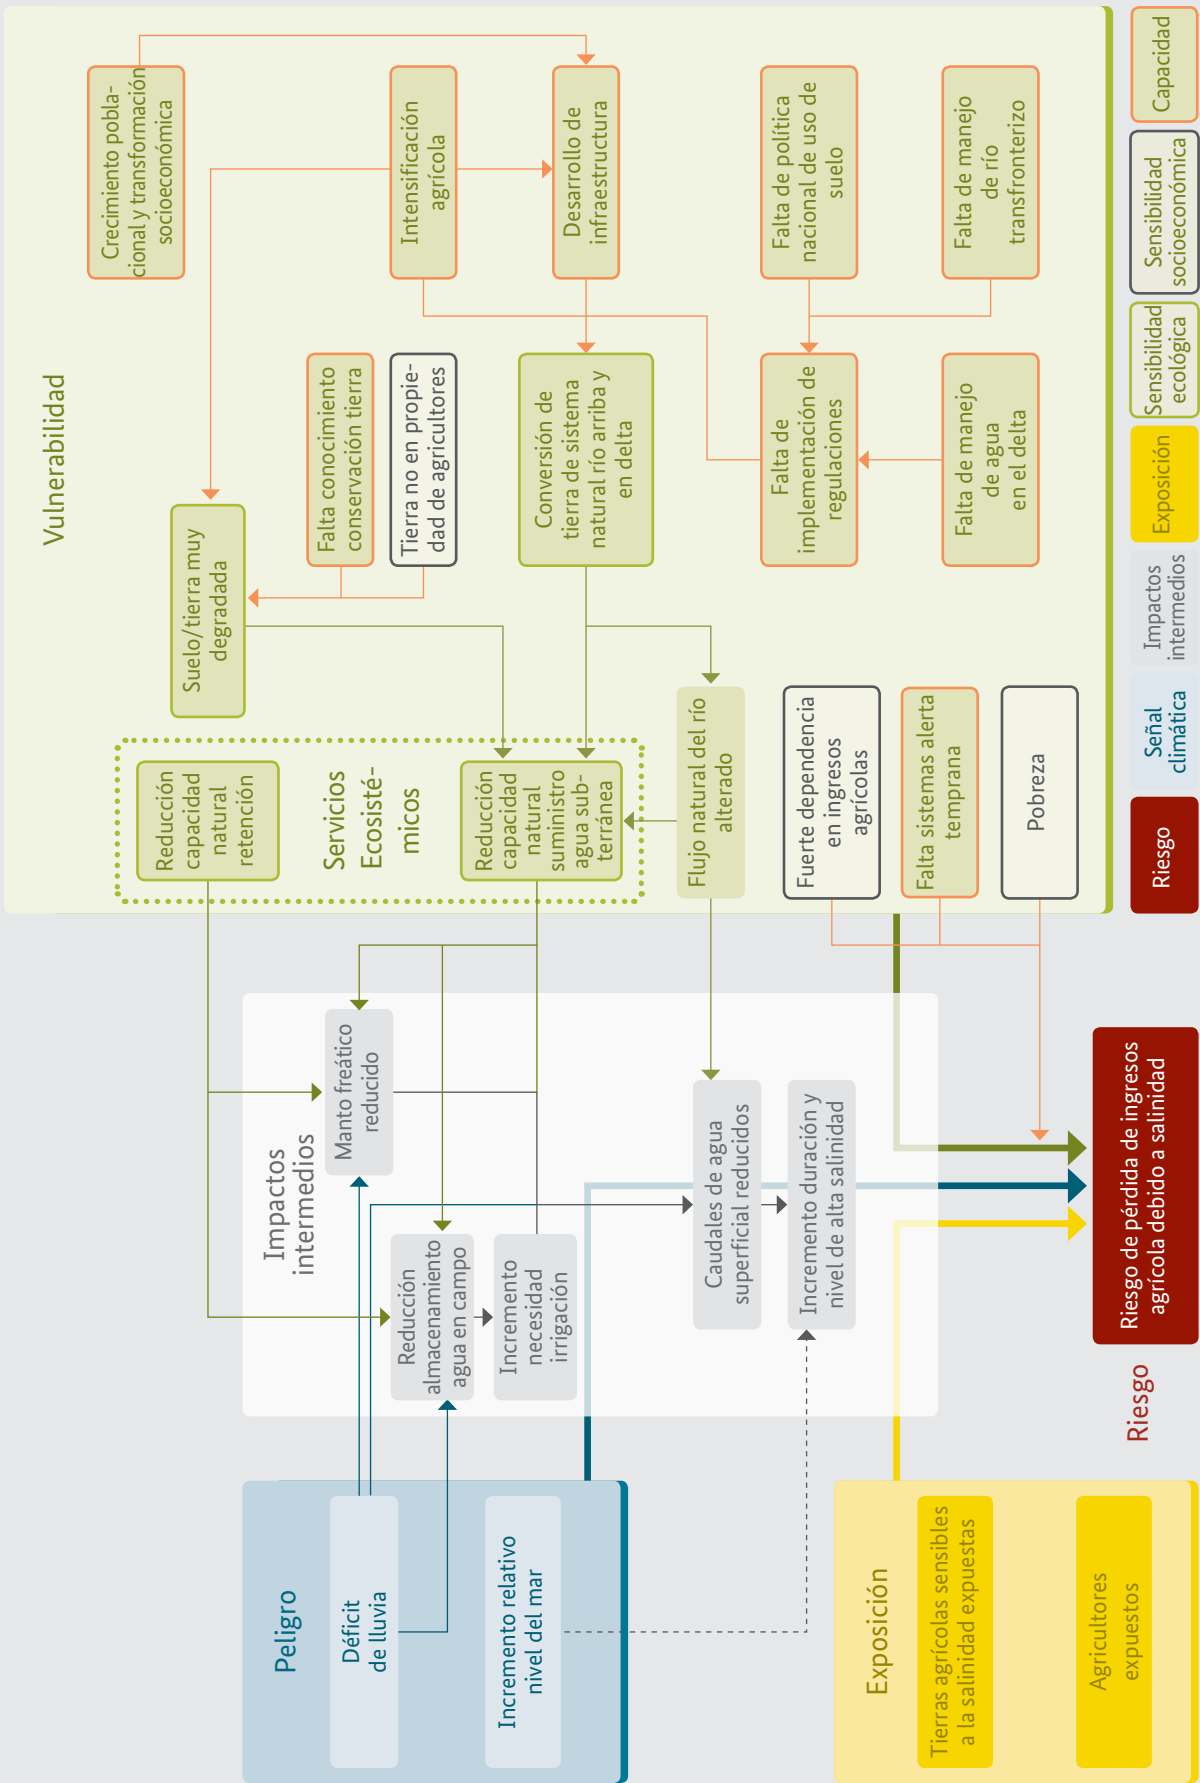 Peligro
Déficit
de lluvia
Incremento relativo
nivel del mar
Exposición
Tierras agrícolas sensibles
a la salinidad expuestas
Agricultores
expuestos
Impactos
intermedios
Manto freático
reducido
Reducción
almacenamiento
agua en campo
Incremento
necesidad
irrigación
Caudales de agua
superficial reducidos
Incremento duración y
nivel de alta salinidad
Riesgo
Riesgo de pérdida de ingresos
agrícola debido a salinidad
Vulnerabilidad
Reducción
capacidad
natural
retención
Servicios
Ecosisté-
micos
Reducción
capacidad
natural
suministro
agua sub-
terránea
Flujo natural del río
alterado
Fuerte dependencia
en ingresos
agrícolas
Falta sistemas alerta
temprana
Pobreza
Suelo/tierra muy
degradada
Falta conocimiento
conservación tierra
Tierra no en propie-
dad de agricultores
Conversión de
tierra de sistema
natural río arriba y
en delta
Falta de
implementación de
regulaciones
Falta de manejo
de agua
en el delta
Crecimiento pobla-
cional y transformación
socioeconómica
Intensificación
agrícola
Desarrollo de
infraestructura
Falta de política
nacional de uso de
suelo
Falta de manejo
de río
transfronterizo
Riesgo
Señal
climática
Impactos
intermedios
Exposición
Sensibilidad
ecológica
Sensibilidad
socioeconómica
Capacidad